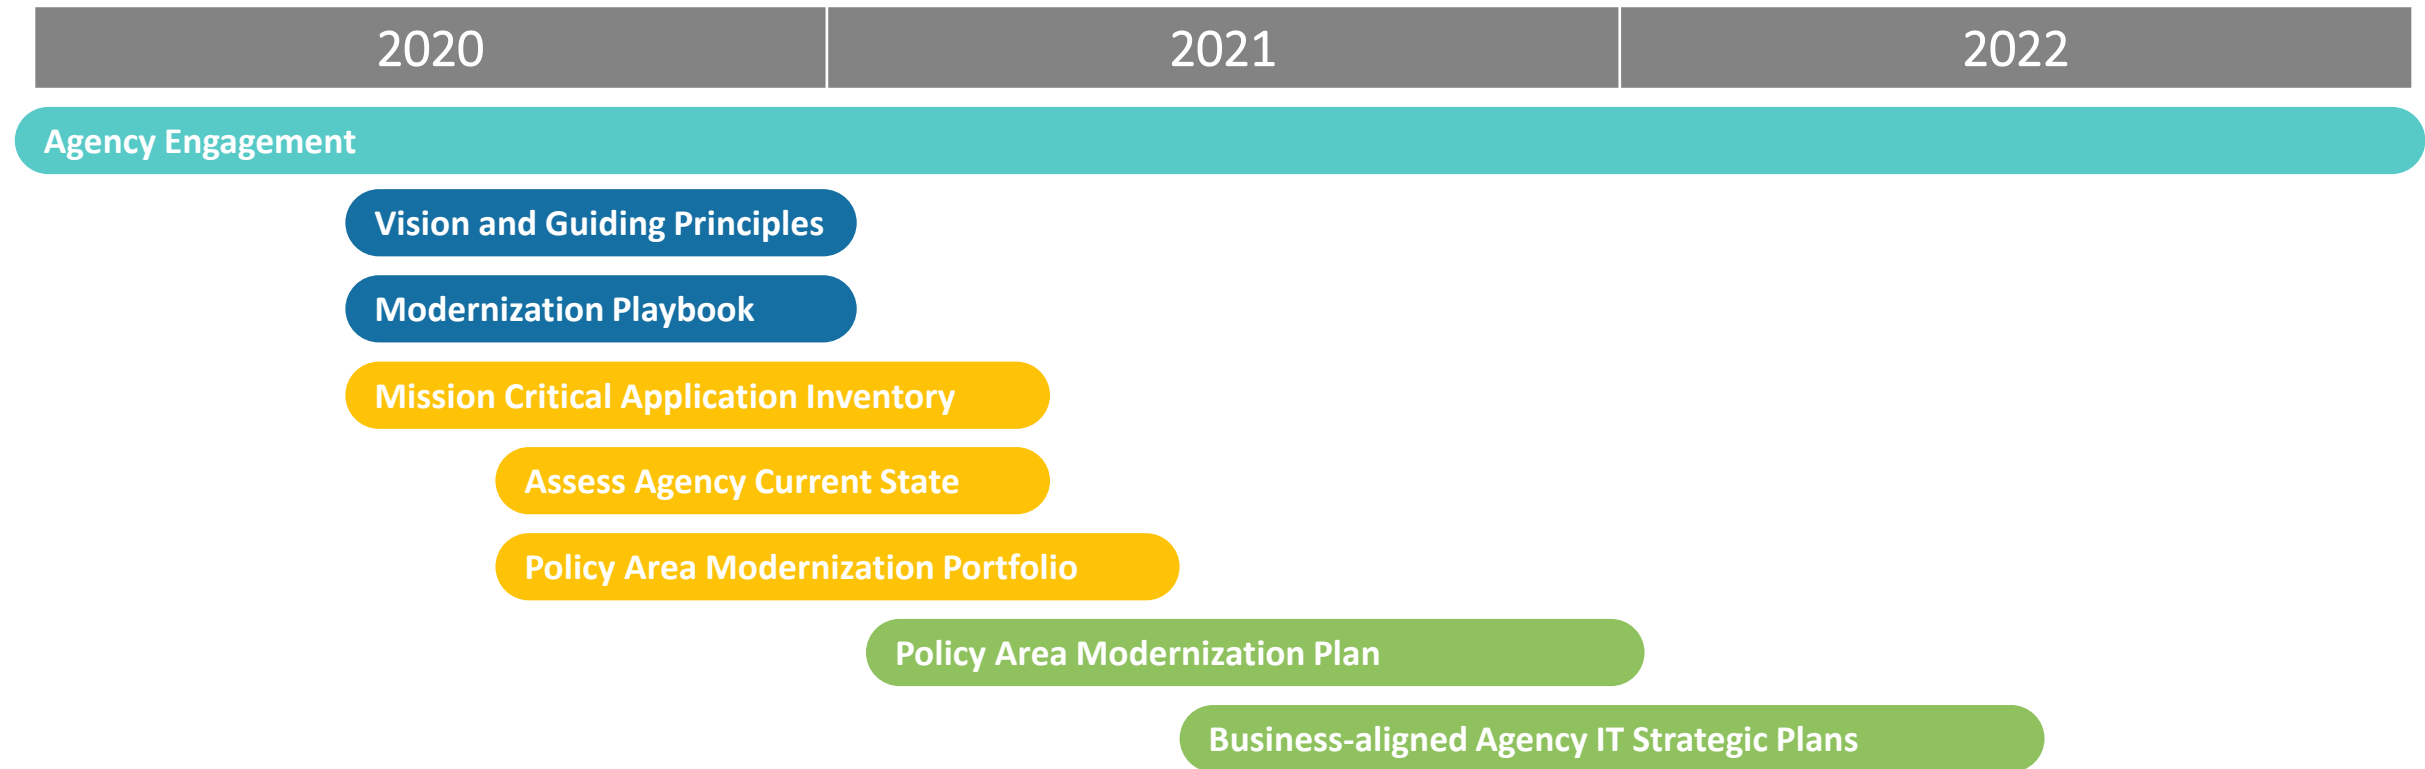 2020 2021 2022
Agency Engagement
Vision and Guiding Principles
Modernization Playbook
Mission Critical Application Inventory
Assess Agency Current State
Policy Area Modernization Portfolio
Policy Area Modernization Plan
Business-aligned Agency IT Strategic Plans